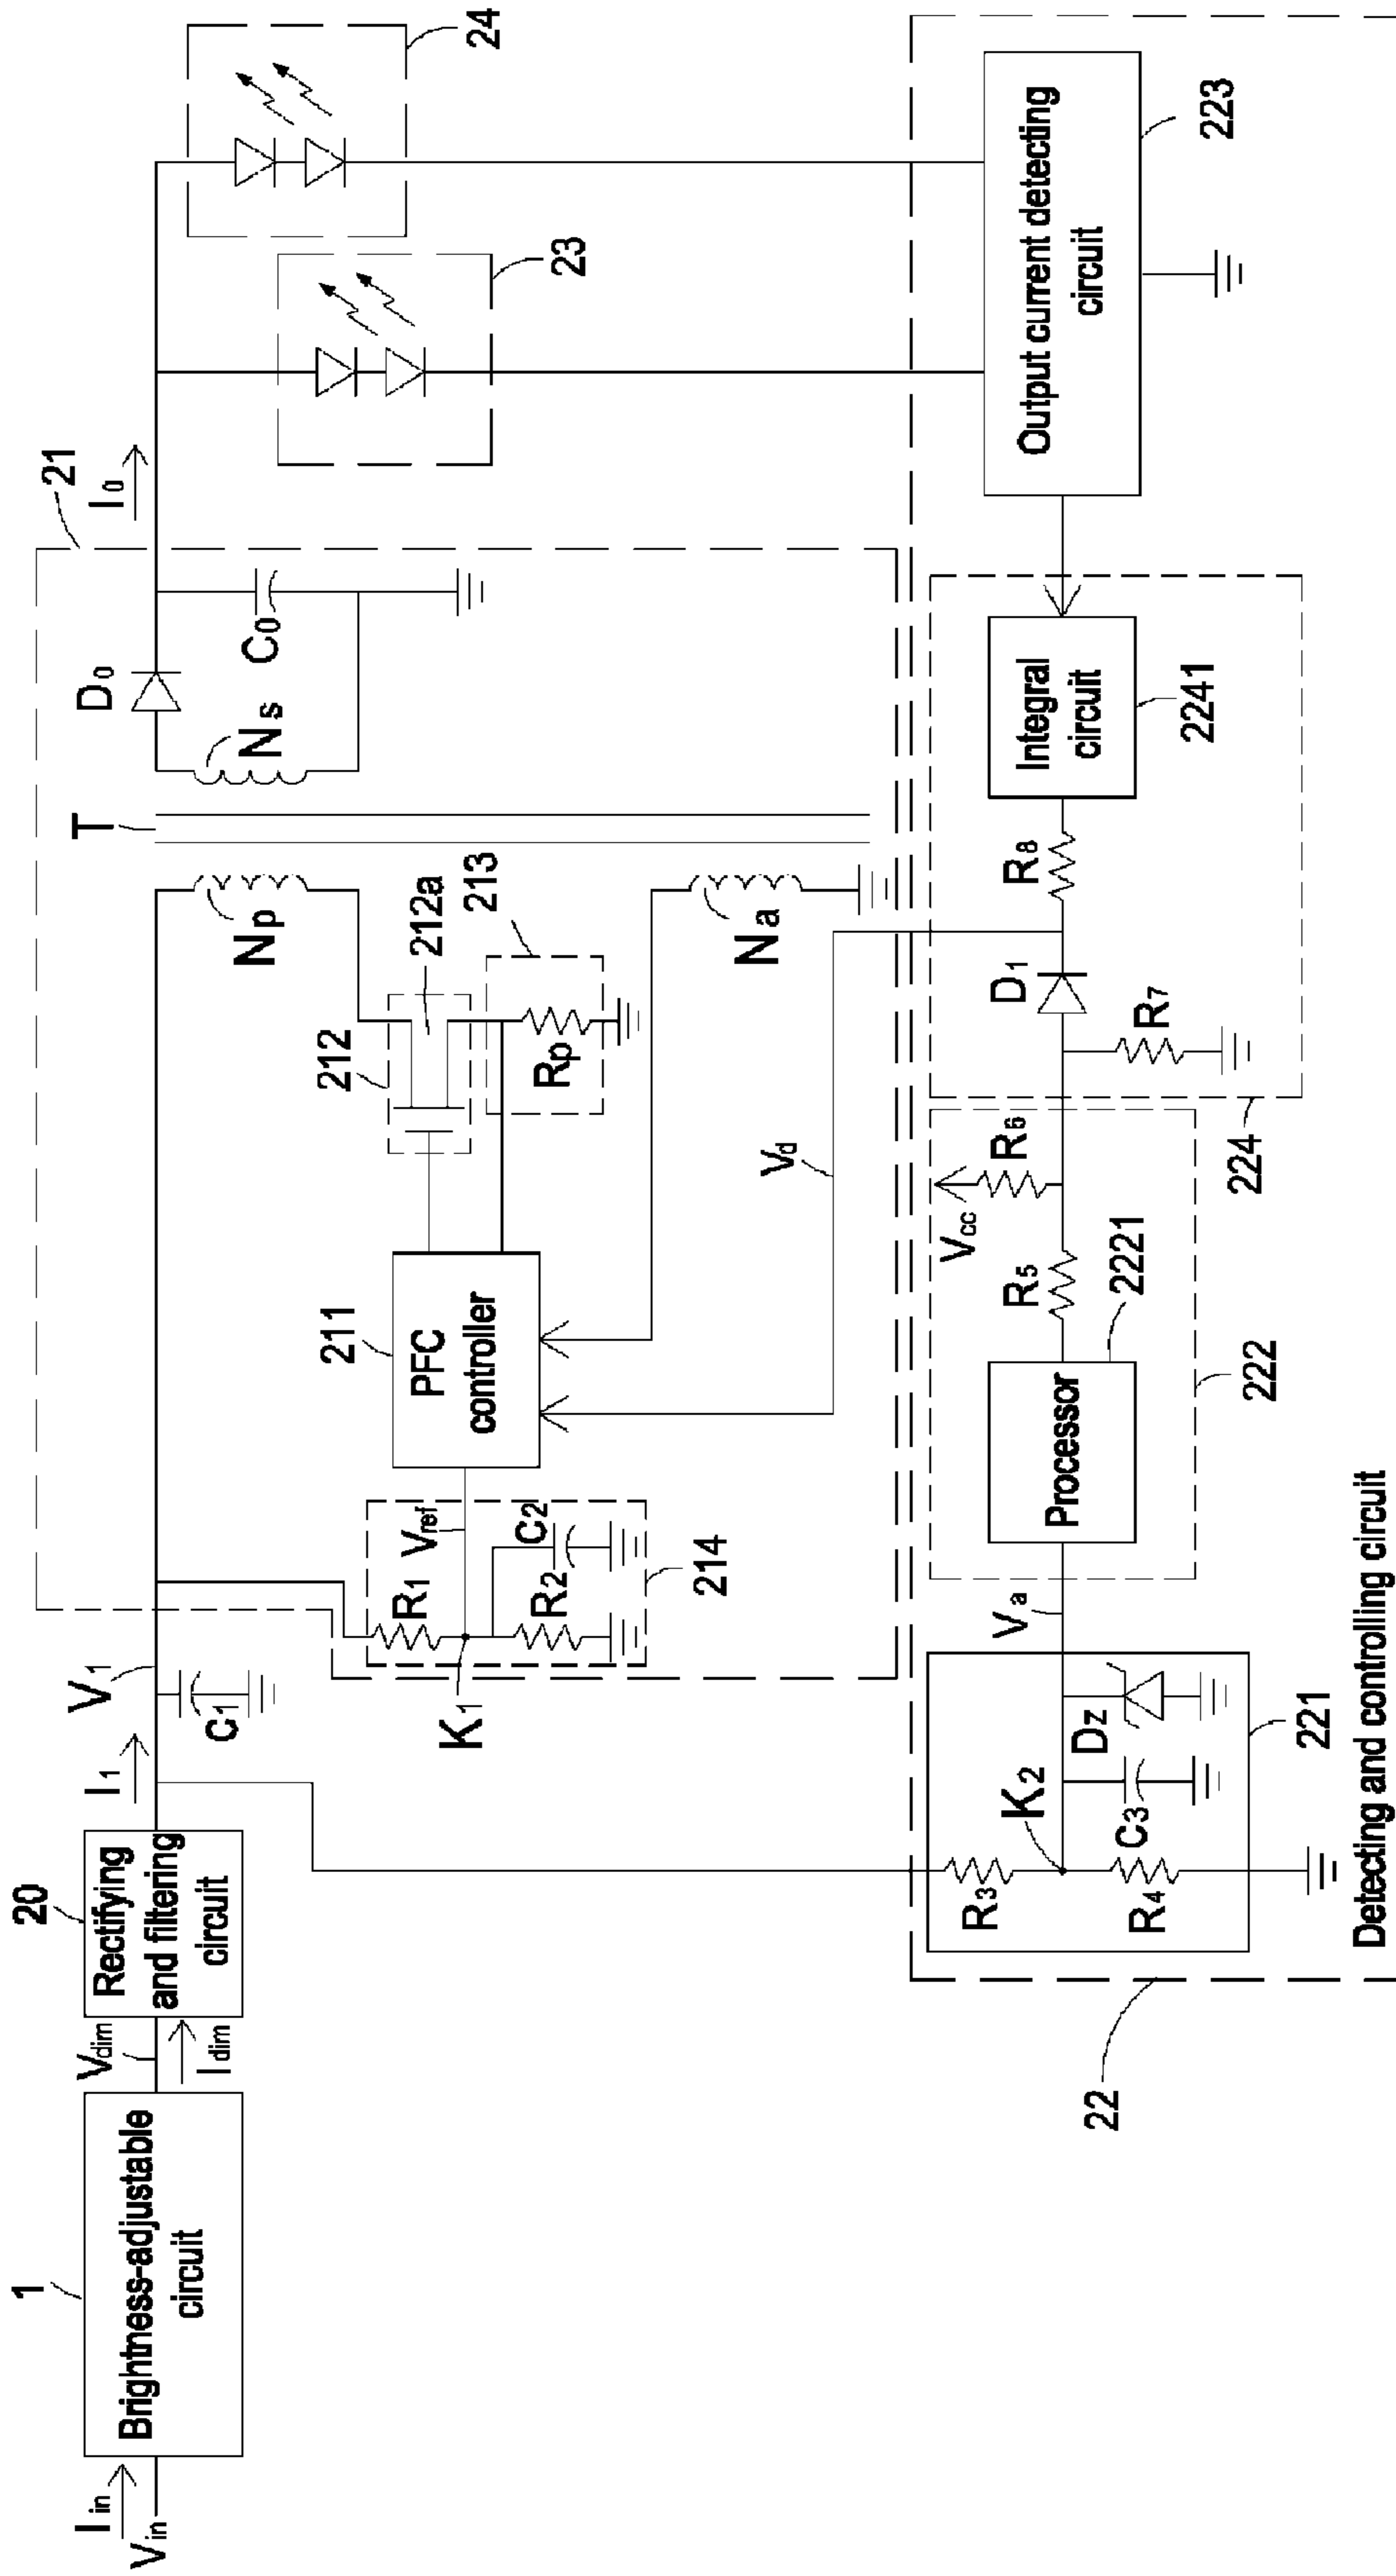 1
Brightness-adjustable
circuit
Iin
Vin
Vdim
Idim
20
Rectifying
and filtering
circuit
I1
V1
C1
21
T
Np
Ns
D0
C0
I0
24
23
212
212a
213
Rp
211
PFC
controller
Na
Vref
R1
C2
R2
214
K1
Vd
22
R3
K2
R4
C3
Dz
221
Va
Processor
2221
R5
Vcc
R6
222
D1
R7
R8
224
Integral
circuit
2241
Output current detecting
circuit
223
Detecting and controlling circuit